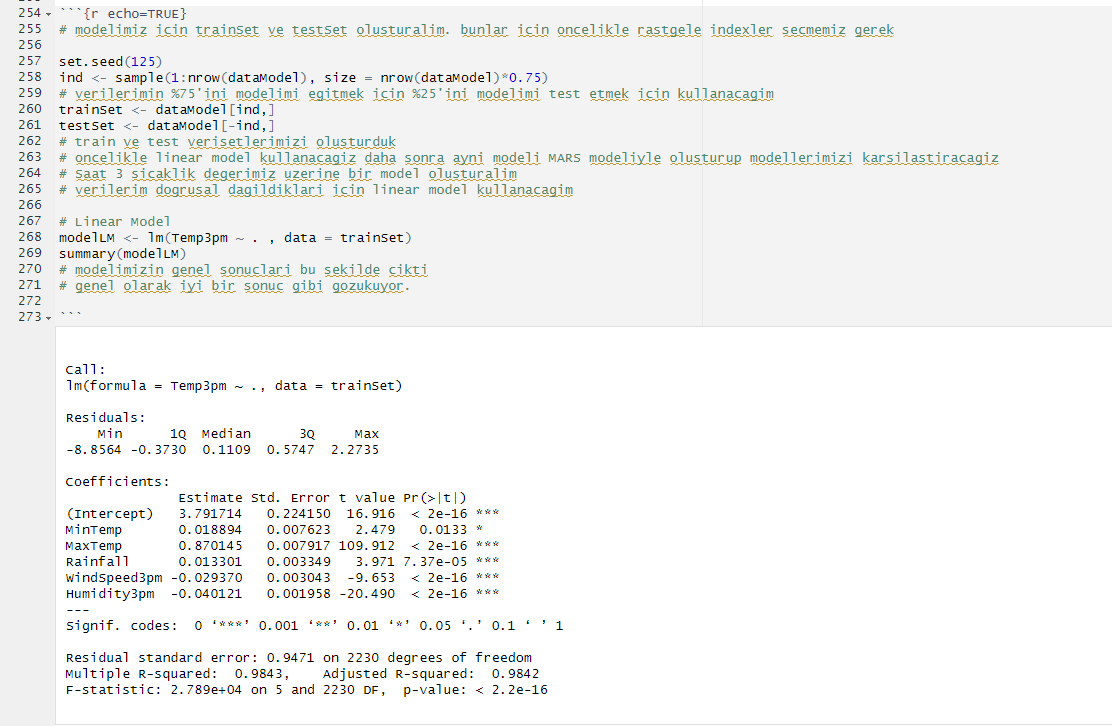 254 ```{r echo=TRUE}
255 # modelimiz icin trainSet ve testSet olusturalim. bunlar icin oncelikle rastgele indexler secmemiz gerek
256
257 set.seed(125)
258 ind <- sample(1:nrow(dataModel), size = nrow(dataModel)*0.75)
259 # verilerimin %75'ini modelimi egitmek icin %25'ini modelimi test etmek icin kullanacagim
260 trainSet <- dataModel[ind,]
261 testSet <- dataModel[-ind,]
262 # train ve test verisetlerimizi olusturduk
263 # oncelikle linear model kullanacagiz daha sonra ayni modeli MARS modeliyle olusturup modellerimizi karsilastiracagiz
264 # Saat 3 sicaklik degerimiz uzerine bir model olusturalim
265 # verilerim dogrusal dagildiklari icin linear model kullanacagim
266
267 # Linear Model
268 modelLM <- lm(Temp3pm ~ . , data = trainSet)
269 summary(modelLM)
270 # modelimizin genel sonuclari bu sekilde cikti
271 # genel olarak iyi bir sonuc gibi gozukuyor.
272
273 ```
Call:
lm(formula = Temp3pm ~ ., data = trainSet)
Residuals:
Min 1Q Median 3Q Max
-8.8564 -0.3730 0.1109 0.5747 2.2735
Coefficients:
Estimate Std. Error t value Pr(>|t|)
(Intercept) 3.791714 0.224150 16.916 < 2e-16 ***
MinTemp 0.018894 0.007623 2.479 0.0133 *
MaxTemp 0.870145 0.007917 109.912 < 2e-16 ***
Rainfall 0.013301 0.003349 3.971 7.37e-05 ***
WindSpeed3pm -0.029370 0.003043 -9.653 < 2e-16 ***
Humidity3pm -0.040121 0.001958 -20.490 < 2e-16 ***
---
Signif. codes: 0 ‘***’ 0.001 ‘**’ 0.01 ‘*’ 0.05 ‘.’ 0.1 ‘ ’ 1
Residual standard error: 0.9471 on 2230 degrees of freedom
Multiple R-squared: 0.9843, Adjusted R-squared: 0.9842
F-statistic: 2.789e+04 on 5 and 2230 DF, p-value: < 2.2e-16